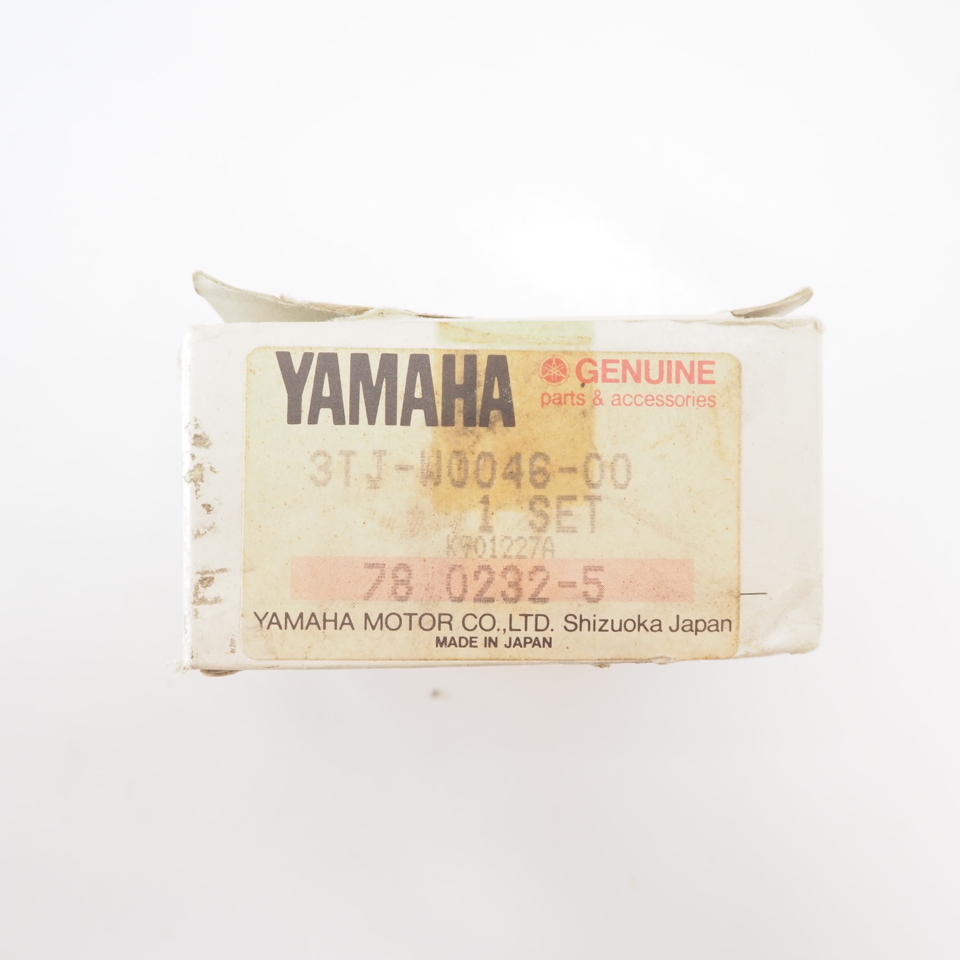 YAMAHA
GENUINE
parts & accessories
3TJ-W0046-00
1 SET
K901227A
78 0232-5
YAMAHA MOTOR CO.,LTD. Shizuoka Japan
MADE IN JAPAN